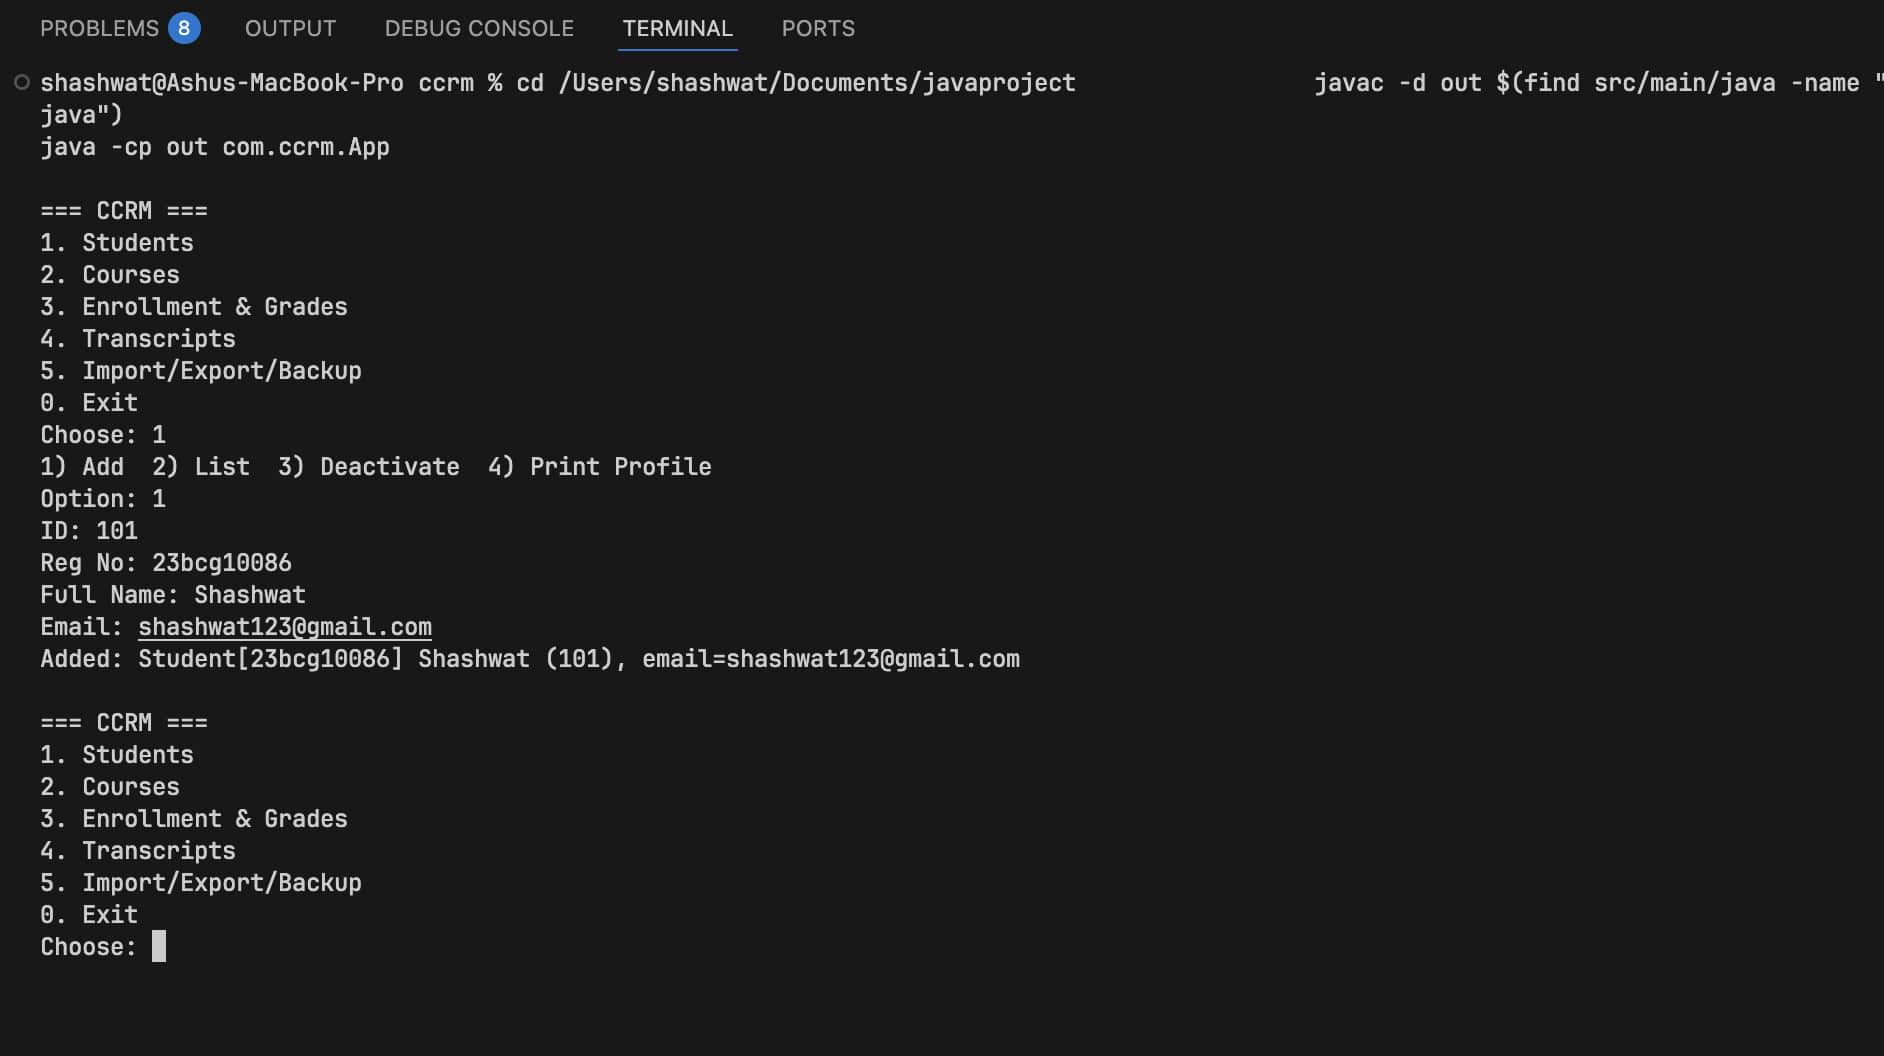 PROBLEMS 8 OUTPUT DEBUG CONSOLE TERMINAL PORTS
shashwat@Ashus-MacBook-Pro ccrm % cd /Users/shashwat/Documents/javaproject javac -d out $(find src/main/java -name "
java")
java -cp out com.ccrm.App
=== CCRM ===
1. Students
2. Courses
3. Enrollment & Grades
4. Transcripts
5. Import/Export/Backup
0. Exit
Choose: 1
1) Add 2) List 3) Deactivate 4) Print Profile
Option: 1
ID: 101
Reg No: 23bcg10086
Full Name: Shashwat
Email: shashwat123@gmail.com
Added: Student[23bcg10086] Shashwat (101), email=shashwat123@gmail.com
=== CCRM ===
1. Students
2. Courses
3. Enrollment & Grades
4. Transcripts
5. Import/Export/Backup
0. Exit
Choose: